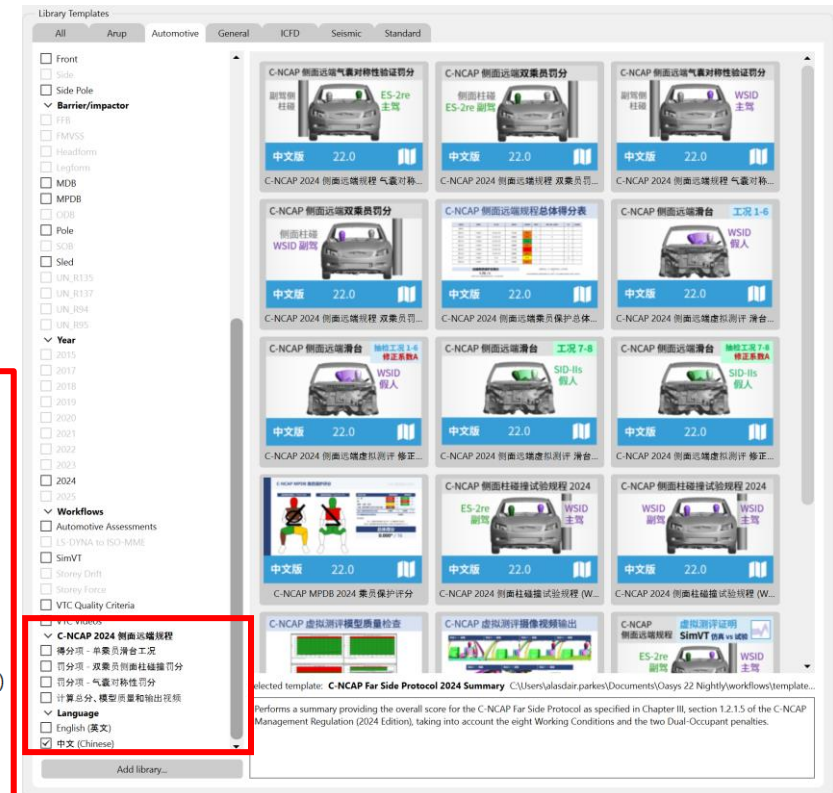 Library Templates
All
Arup
Automotive
General
ICFD
Seismic
Standard
Front
Side
Side Pole
Barrier/impactor
FFB
FMVSS
Headform
Legform
MDB
MPDB
ODB
Pole
SOB
Sled
UN_R135
UN_R137
UN_R94
UN_R95
Year
2015
2017
2018
2019
2020
2021
2022
2023
2024
2025
Workflows
Automotive Assessments
LS-DYNA to ISO-MME
SimVT
Storey Drift
Storey Force
VTC Quality Criteria
VTC Videos
C-NCAP 2024 侧面远端规程
得分项 - 单乘员滑台工况
罚分项 - 双乘员侧面柱碰撞罚分
罚分项 - 气囊对称性罚分
计算总分、模型质量和输出视频
Language
English (英文)
中文 (Chinese)
Add library...
)
C-NCAP 侧面远端气囊对称性验证罚分
副驾侧
柱碰
ES-2re
主驾
中文版 22.0
C-NCAP 2024 侧面远端规程 气囊对称...
C-NCAP 侧面远端双乘员罚分
侧面柱碰
ES-2re 副驾
中文版 22.0
C-NCAP 2024 侧面远端规程 双乘员罚...
C-NCAP 侧面远端气囊对称性验证罚分
副驾侧
柱碰
WSID
主驾
中文版 22.0
C-NCAP 2024 侧面远端规程 气囊对称...
C-NCAP 侧面远端双乘员罚分
侧面柱碰
WSID 副驾
中文版 22.0
C-NCAP 2024 侧面远端规程 双乘员罚...
C-NCAP 侧面远端规程总体得分表
中文版 22.0
C-NCAP 2024 侧面远端乘员保护总体...
C-NCAP 侧面远端滑台
工况 1-6
WSID
假人
中文版 22.0
C-NCAP 2024 侧面远端虚拟测评 滑台...
C-NCAP 侧面远端滑台
抽检工况 1-6
修正系数A
WSID
假人
中文版 22.0
C-NCAP 2024 侧面远端虚拟测评 修正...
C-NCAP 侧面远端滑台
工况 7-8
SID-IIs
假人
中文版 22.0
C-NCAP 2024 侧面远端虚拟测评 滑台...
C-NCAP 侧面远端滑台
抽检工况 7-8
修正系数A
SID-IIs
假人
中文版 22.0
C-NCAP 2024 侧面远端虚拟测评 修正...
中文版 22.0
C-NCAP MPDB 2024 乘员保护评分
C-NCAP 侧面柱碰撞试验规程 2024
ES-2re
副驾
WSID
主驾
中文版 22.0
C-NCAP 2024 侧面柱碰撞试验规程 (W...
C-NCAP 侧面柱碰撞试验规程 2024
WSID
副驾
WSID
主驾
中文版 22.0
C-NCAP 2024 侧面柱碰撞试验规程 (W...
C-NCAP 虚拟测评模型质量检查
C-NCAP 虚拟测评摄像视频输出
C-NCAP
侧面远端规程
虚拟测评证明
SimVT 仿真 vs 试验
ES-2re
副驾
WSID
主驾
elected template: C-NCAP Far Side Protocol 2024 Summary C:\Users\alasdair.parkes\Documents\Oasys 22 Nightly\workflows\template...
Performs a summary providing the overall score for the C-NCAP Far Side Protocol as specified in Chapter III, section 1.2.1.5 of the C-NCAP
Management Regulation (2024 Edition), taking into account the eight Working Conditions and the two Dual-Occupant penalties.